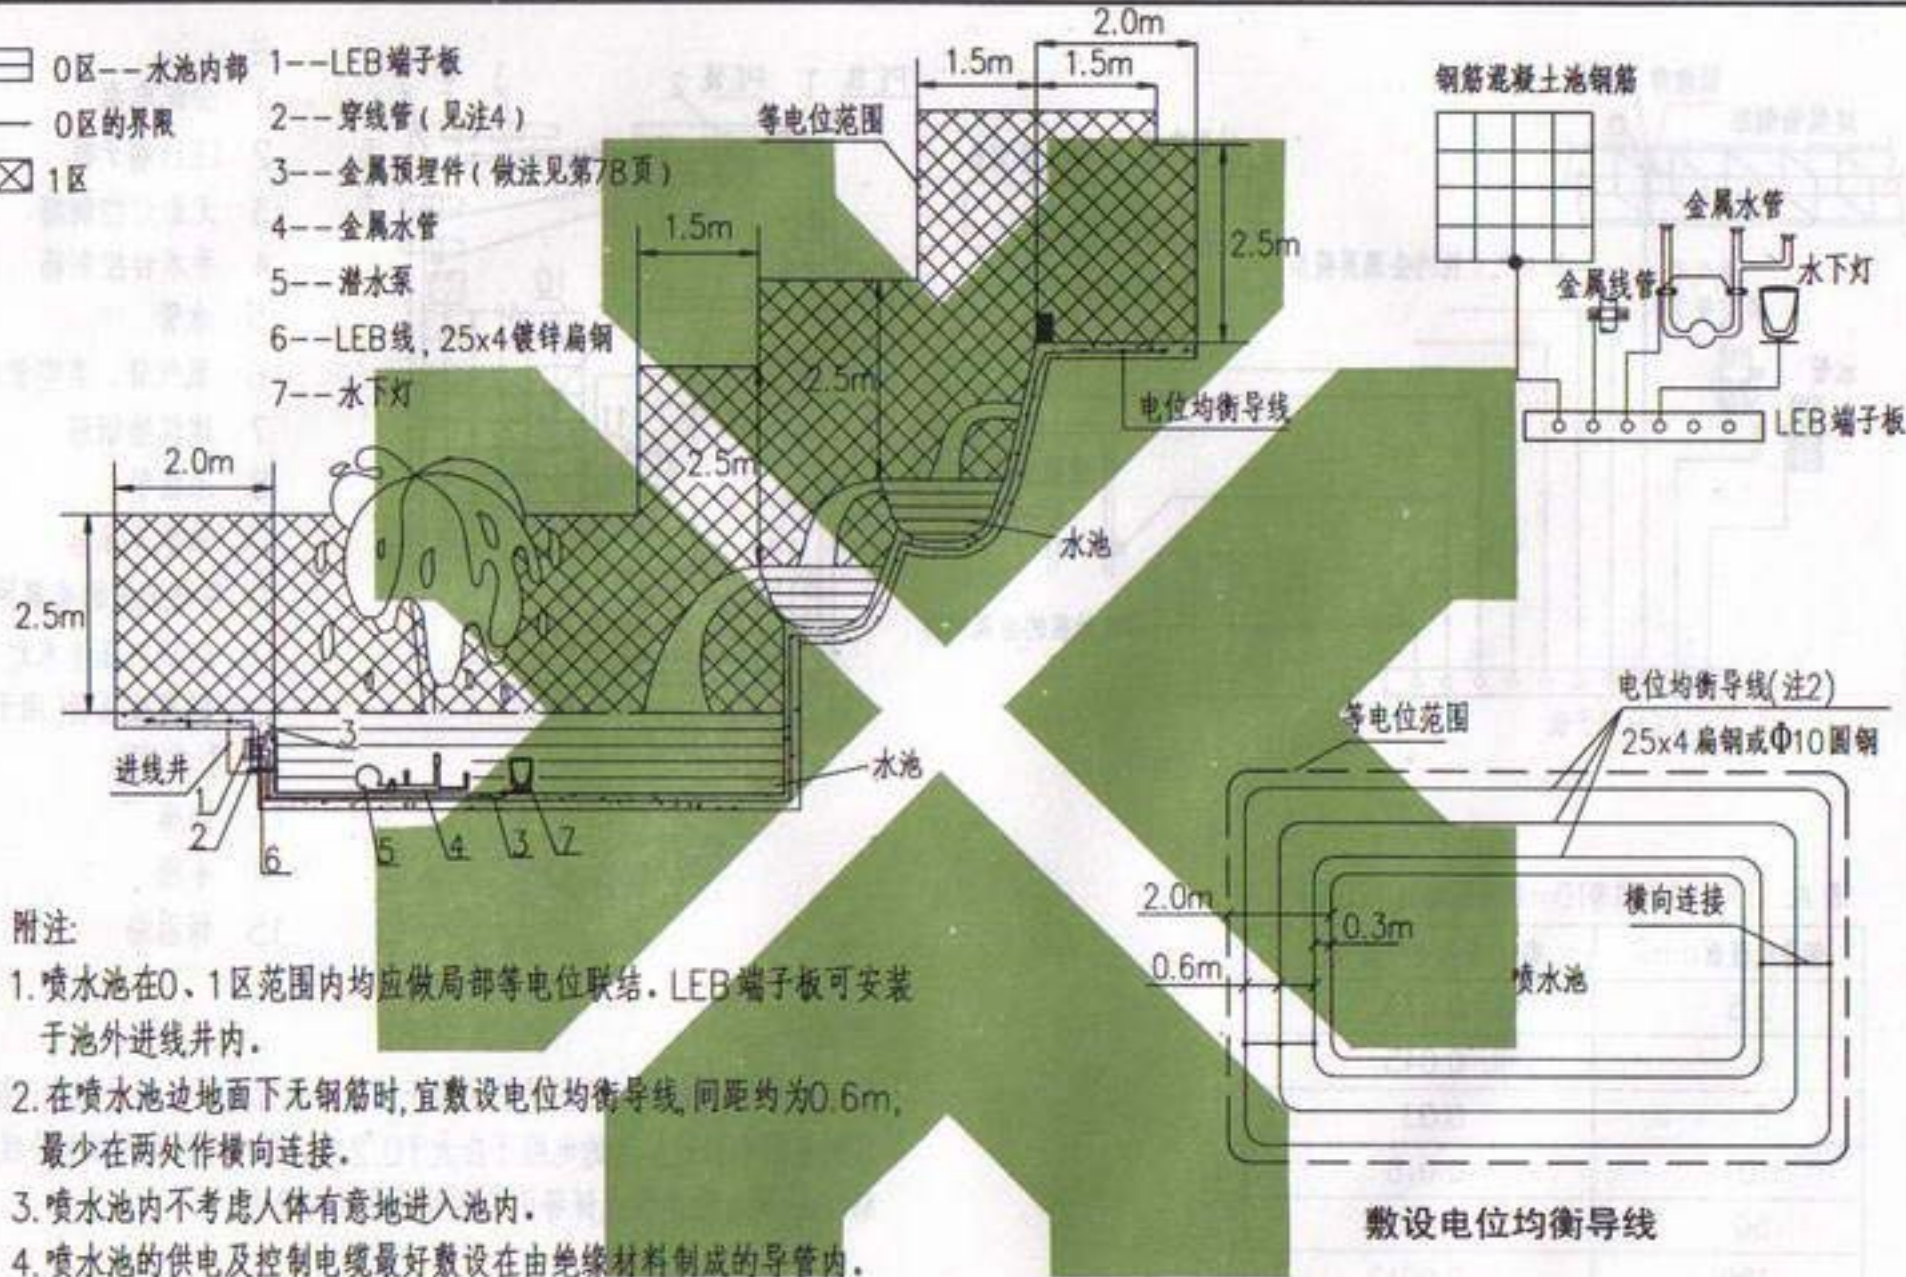 0区--水池内部
0区的界限
1区
1--LEB端子板
2--穿线管(见注4)
3--金属预埋件(做法见第78页)
4--金属水管
5--潜水泵
6--LEB线,25x4镀锌扁钢
7--水下灯
2.0m
1.5m
1.5m
等电位范围
1.5m
2.5m
2.5m
电位均衡导线
2.0m
2.5m
2.5m
水池
3
进线井
水池
1
2
6
5
4
3
7
钢筋混凝土池钢筋
金属水管
金属线管
水下灯
LEB端子板
电位均衡导线(注2)
等电位范围
25x4扁钢或Φ10圆钢
2.0m
0.3m
横向连接
0.6m
喷水池
敷设电位均衡导线
附注:
1.喷水池在0、1区范围内均应做局部等电位联结.LEB端子板可安装
于池外进线井内.
2.在喷水池边地面下无钢筋时,宜敷设电位均衡导线,间距约为0.6m,
最少在两处作横向连接.
3.喷水池内不考虑人体有意地进入池内.
4.喷水池的供电及控制电缆最好敷设在由绝缘材料制成的导管内.